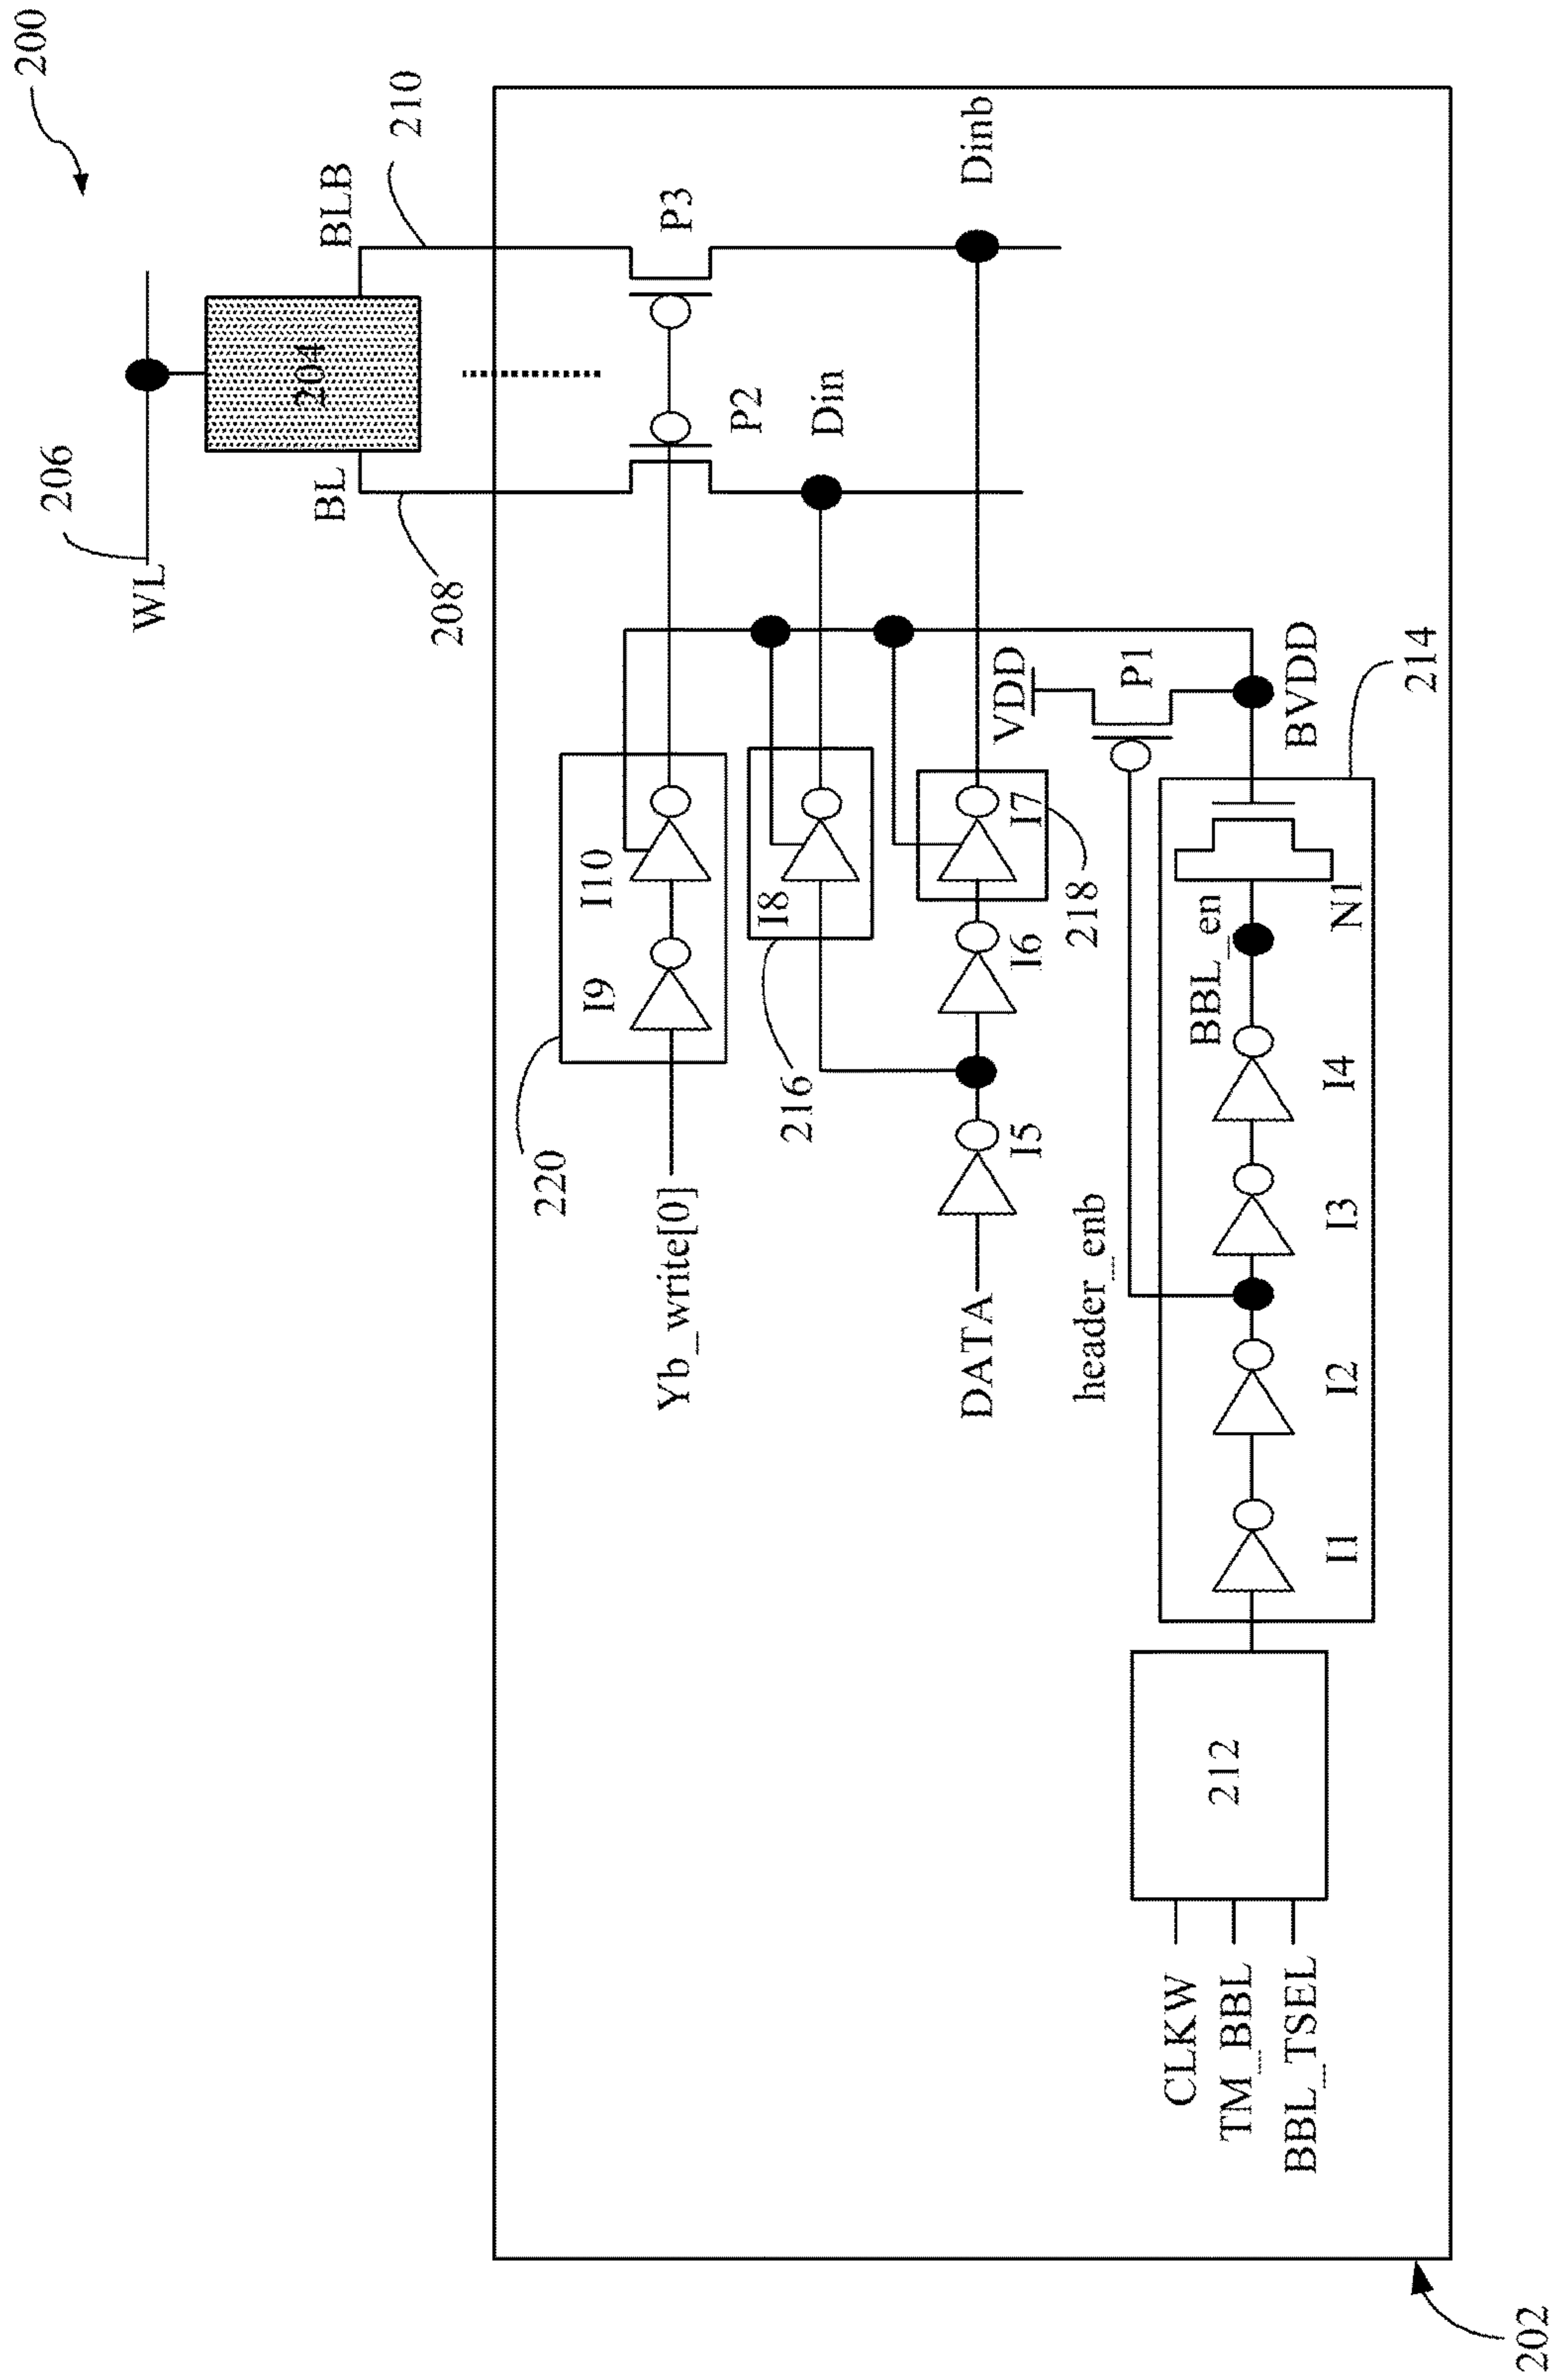 200
WL
206
204
BL
BLB
208
210
220
Yb_write[0]
I9
I10
P2
P3
216
I8
Din
DATA
I5
I6
I7
218
Dinb
header_enb
VDD
P1
CLKW
TM_BBL
BBL_TSEL
212
I1
I2
I3
I4
BBL_en
N1
BVDD
214
202